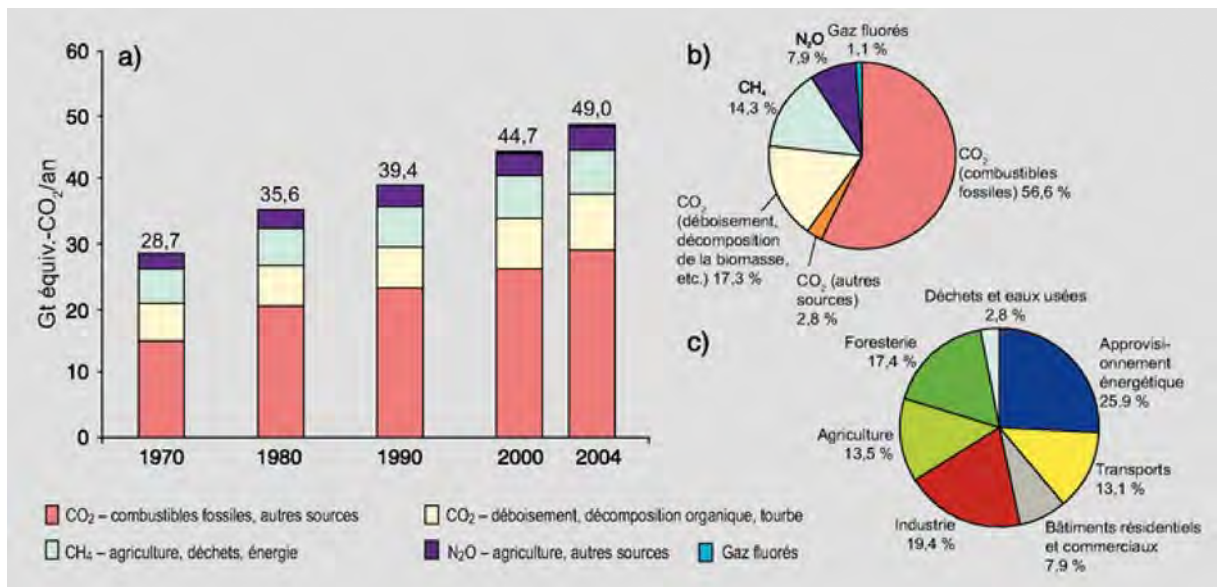 a)
60
50
40
30
20
10
0
Gt équiv.-CO₂/an
28,7
35,6
39,4
44,7
49,0
1970
1980
1990
2000
2004
CO₂ – combustibles fossiles, autres sources
CO₂ – déboisement, décomposition organique, tourbe
CH₄ – agriculture, déchets, énergie
N₂O – agriculture, autres sources
Gaz fluorés
b)
Gaz fluorés
1,1 %
N₂O
7,9 %
CH₄
14,3 %
CO₂
(combustibles
fossiles) 56,6 %
CO₂
(déboisement,
décomposition
de la biomasse,
etc.) 17,3 %
CO₂ (autres
sources)
2,8 %
c)
Déchets et eaux usées
2,8 %
Foresterie
17,4 %
Approvisi-
onnement
énergétique
25,9 %
Agriculture
13,5 %
Transports
13,1 %
Industrie
19,4 %
Bâtiments résidentiels
et commerciaux
7,9 %